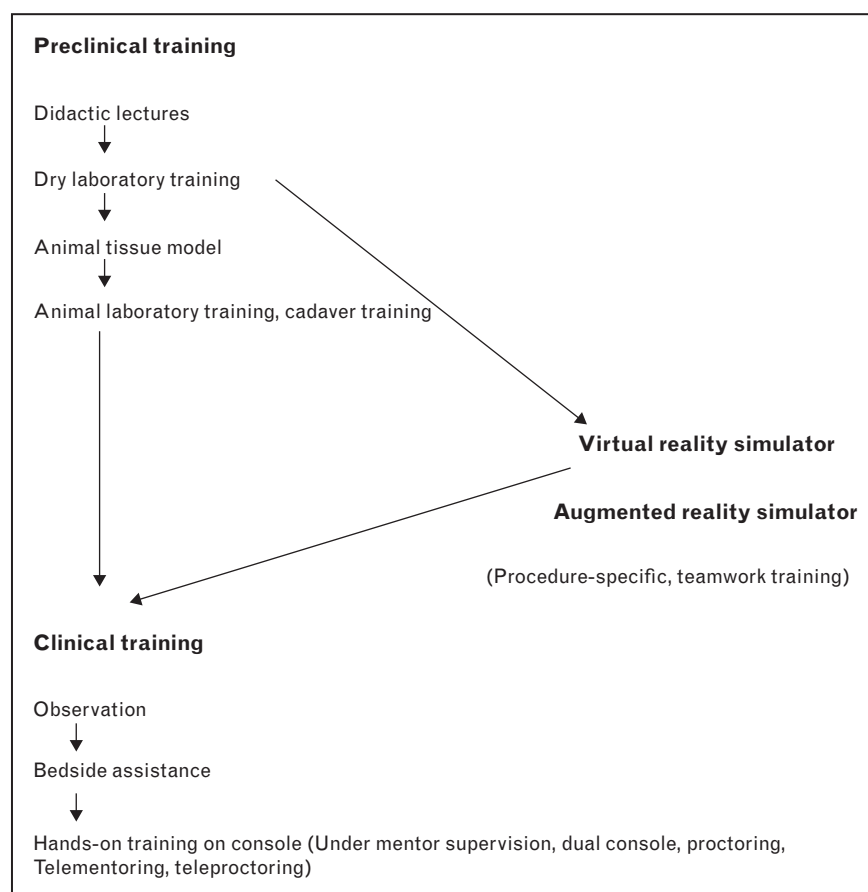 Preclinical training
Didactic lectures
Dry laboratory training
Animal tissue model
Animal laboratory training, cadaver training
Virtual reality simulator
Augmented reality simulator
(Procedure-specific, teamwork training)
Clinical training
Observation
Bedside assistance
Hands-on training on console (Under mentor supervision, dual console, proctoring,
Telementoring, teleproctoring)